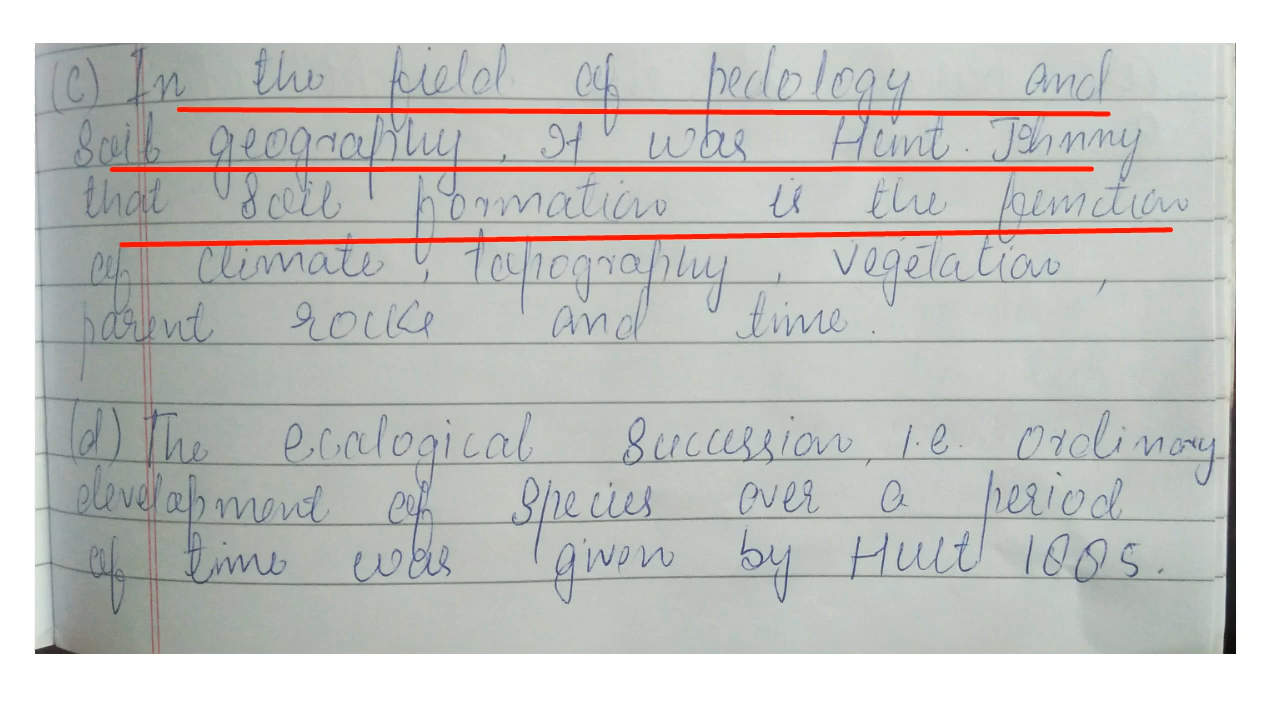 (c) In the field of pedology and
Soil geography, It was Hunt. Johnny
that Soil formation is the function
of climate, topography, vegetation,
parent rocks and time.
(d) The ecological Succession, i.e. Ordinary
development of Species over a period
of time was given by Hult 1885.